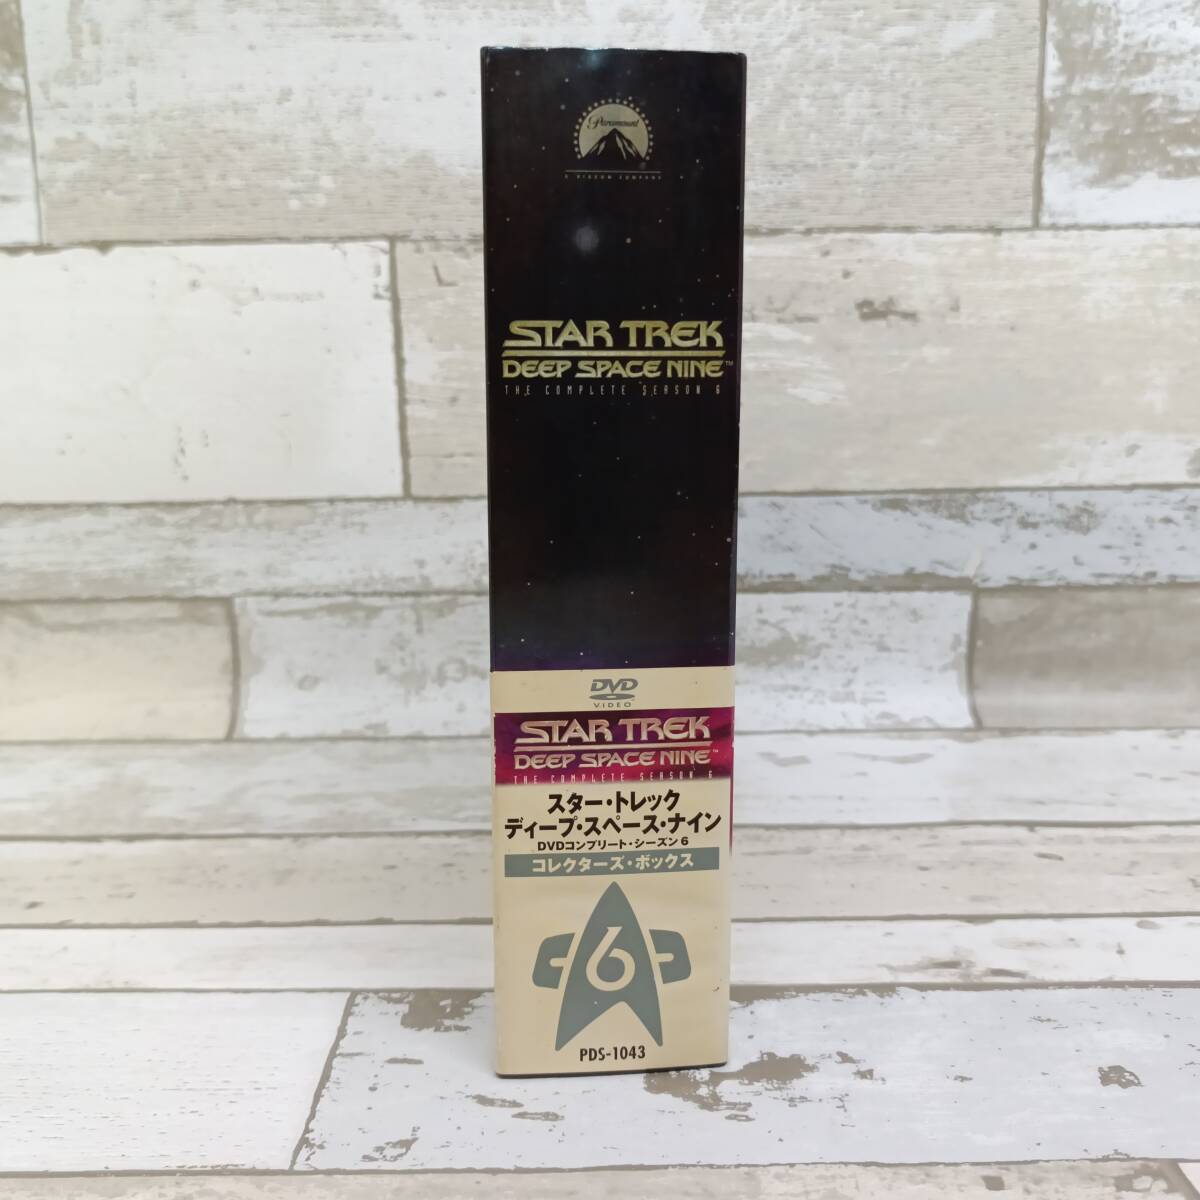 Paramount
A VIACOM COMPANY
STAR TREK
DEEP SPACE NINE™
THE COMPLETE SEASON 6
DVD
VIDEO
STAR TREK
DEEP SPACE NINE™
THE COMPLETE SEASON 6
スター・トレック
ディープ・スペース・ナイン
DVDコンプリート・シーズン6
コレクターズ・ボックス
6
PDS-1043